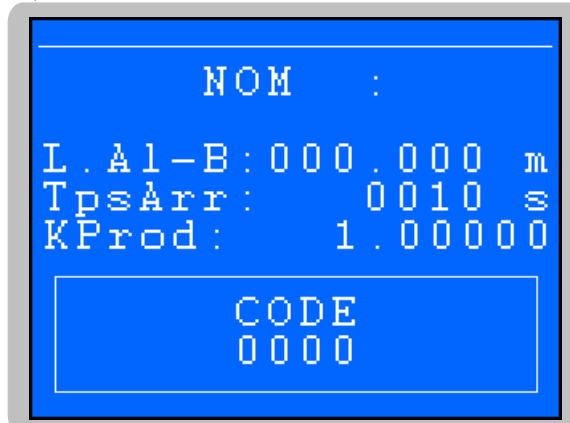 NOM :
L.Al-B:000.000 m
TpsArr: 0010 s
KProd: 1.00000
CODE
0000